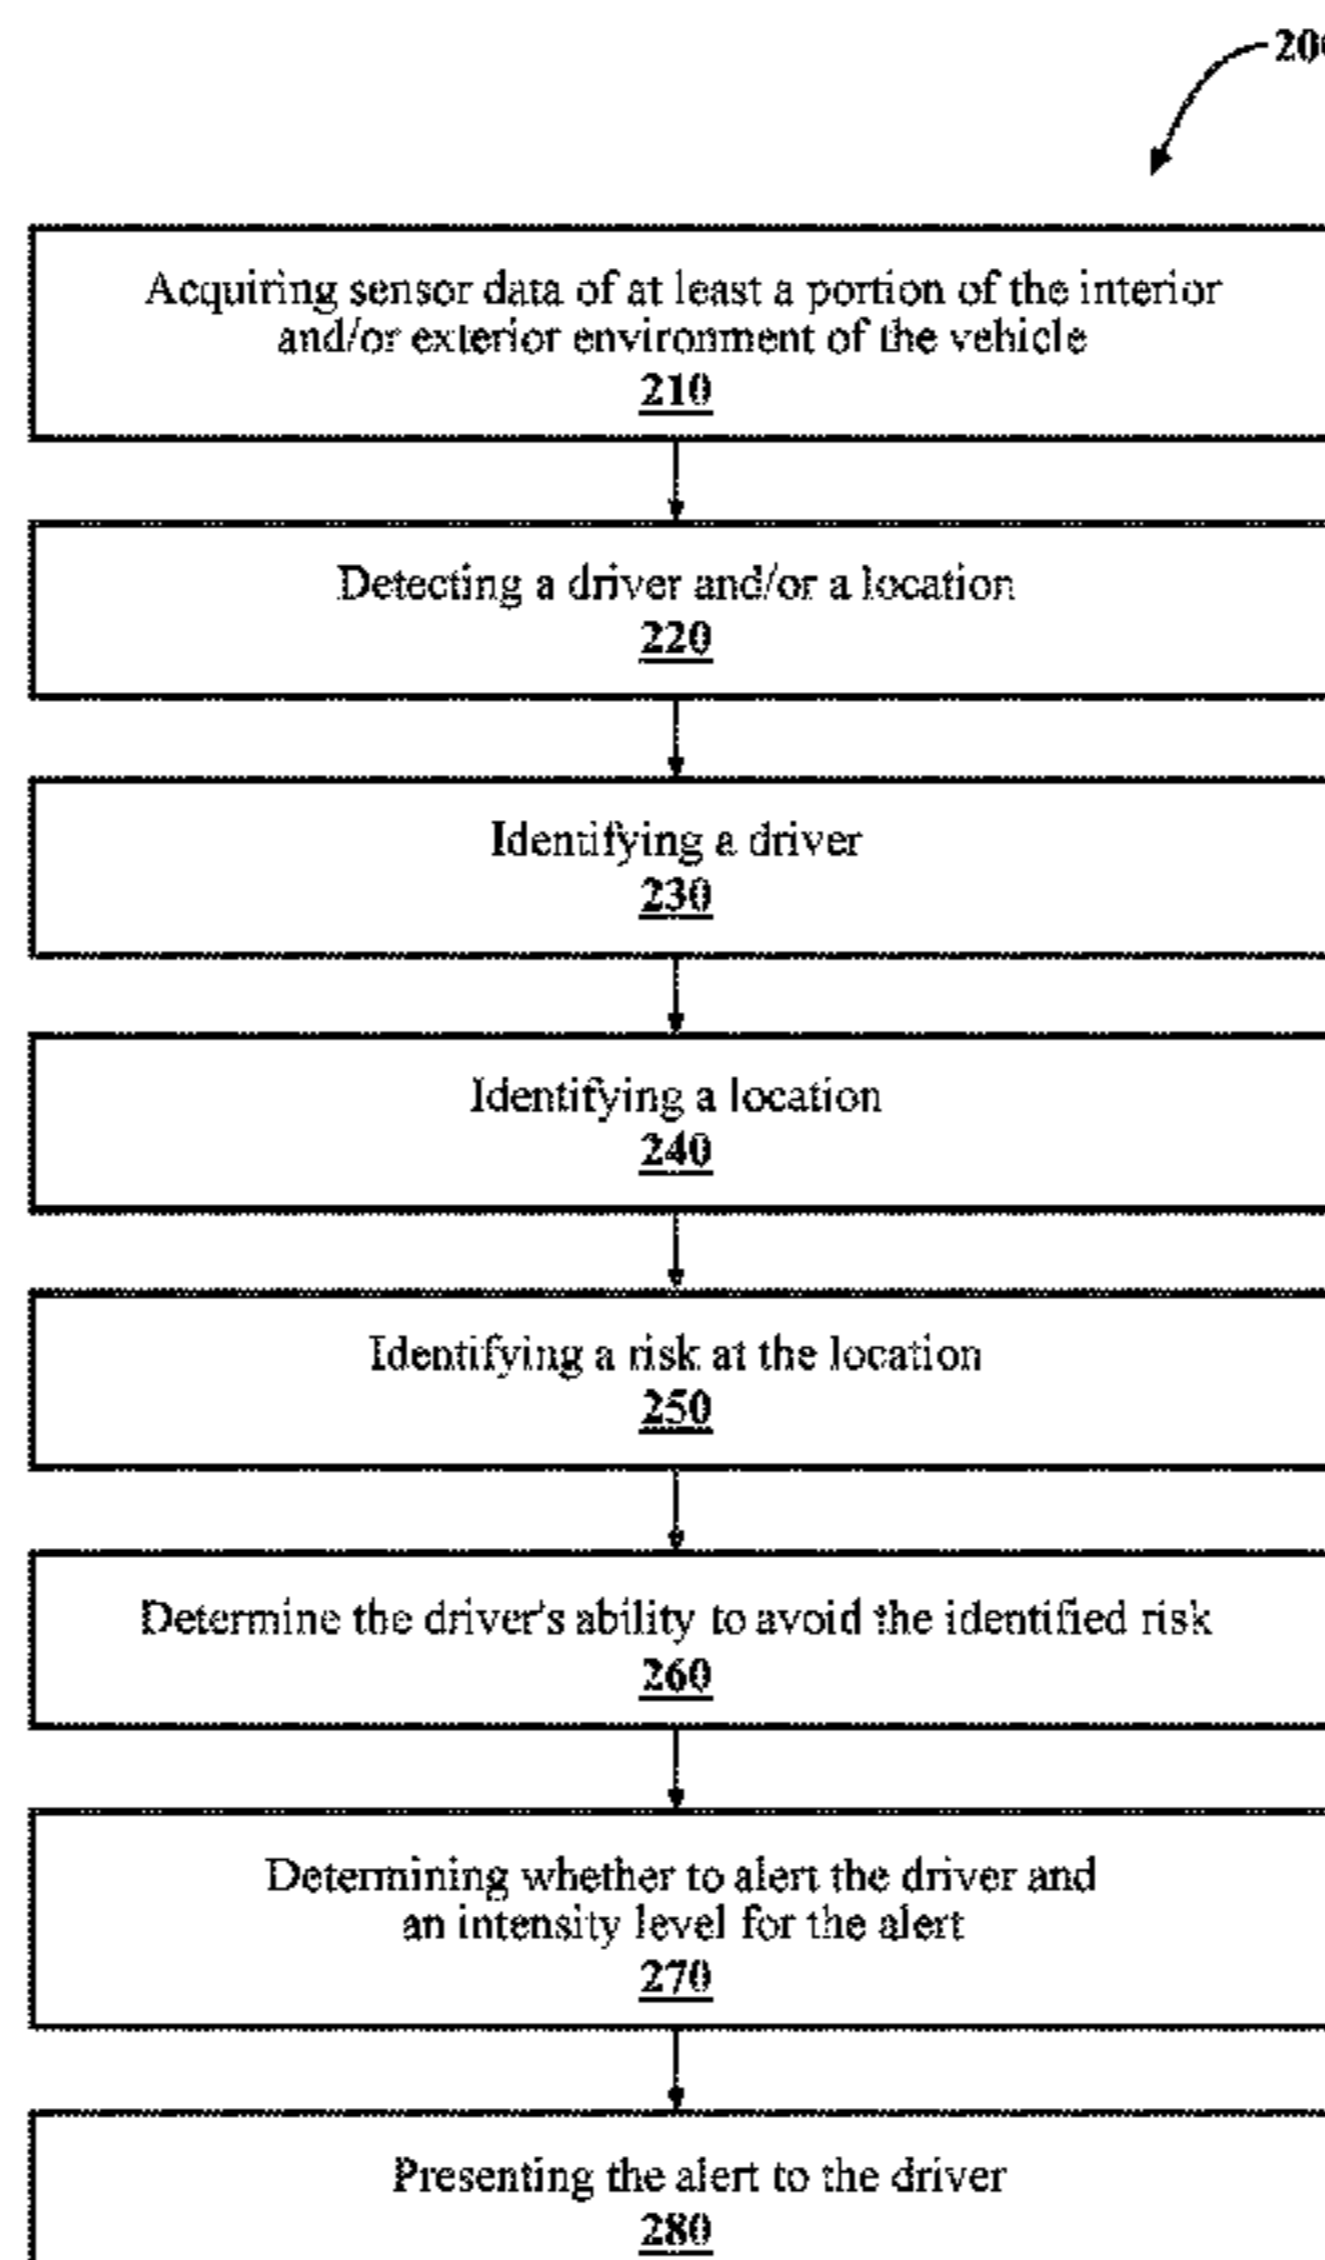 200
Acquiring sensor data of at least a portion of the interior
and/or exterior environment of the vehicle
210
Detecting a driver and/or a location
220
Identifying a driver
230
Identifying a location
240
Identifying a risk at the location
250
Determine the driver's ability to avoid the identified risk
260
Determining whether to alert the driver and
an intensity level for the alert
270
Presenting the alert to the driver
280